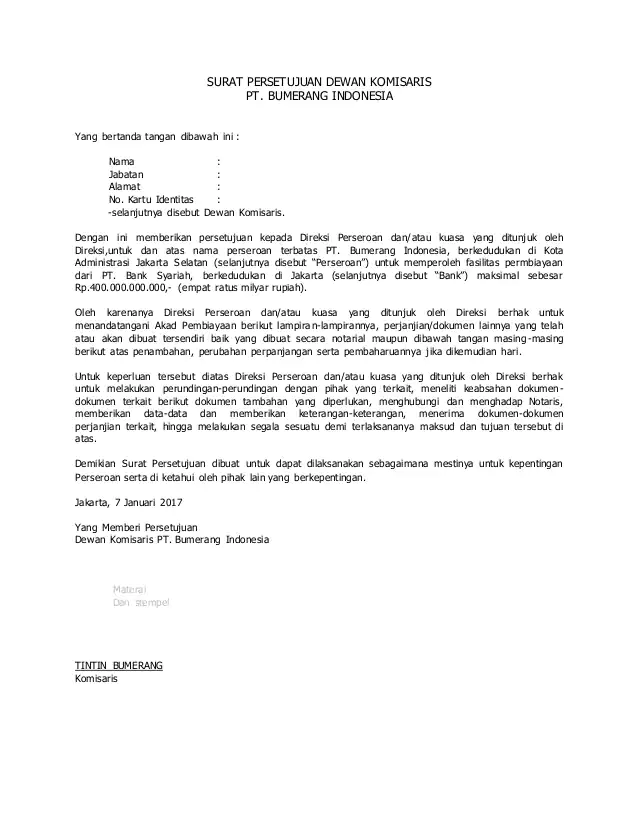 SURAT PERSETUJUAN DEWAN KOMISARIS
PT. BUMERANG INDONESIA
Yang bertanda tangan dibawah ini :
Nama :
Jabatan :
Alamat :
No. Kartu Identitas :
-selanjutnya disebut Dewan Komisaris.
Dengan ini memberikan persetujuan kepada Direksi Perseroan dan/atau kuasa yang ditunjuk oleh
Direksi,untuk dan atas nama perseroan terbatas PT. Bumerang Indonesia, berkedudukan di Kota
Administrasi Jakarta Selatan (selanjutnya disebut “Perseroan”) untuk memperoleh fasilitas permbiayaan
dari PT. Bank Syariah, berkedudukan di Jakarta (selanjutnya disebut “Bank”) maksimal sebesar
Rp.400.000.000.000,- (empat ratus milyar rupiah).
Oleh karenanya Direksi Perseroan dan/atau kuasa yang ditunjuk oleh Direksi berhak untuk
menandatangani Akad Pembiayaan berikut lampiran-lampirannya, perjanjian/dokumen lainnya yang telah
atau akan dibuat tersendiri baik yang dibuat secara notarial maupun dibawah tangan masing-masing
berikut atas penambahan, perubahan perpanjangan serta pembaharuannya jika dikemudian hari.
Untuk keperluan tersebut diatas Direksi Perseroan dan/atau kuasa yang ditunjuk oleh Direksi berhak
untuk melakukan perundingan-perundingan dengan pihak yang terkait, meneliti keabsahan dokumen-
dokumen terkait berikut dokumen tambahan yang diperlukan, menghubungi dan menghadap Notaris,
memberikan data-data dan memberikan keterangan-keterangan, menerima dokumen-dokumen
perjanjian terkait, hingga melakukan segala sesuatu demi terlaksananya maksud dan tujuan tersebut di
atas.
Demikian Surat Persetujuan dibuat untuk dapat dilaksanakan sebagaimana mestinya untuk kepentingan
Perseroan serta di ketahui oleh pihak lain yang berkepentingan.
Jakarta, 7 Januari 2017
Yang Memberi Persetujuan
Dewan Komisaris PT. Bumerang Indonesia
Materai
Dan stempel
TINTIN BUMERANG
Komisaris